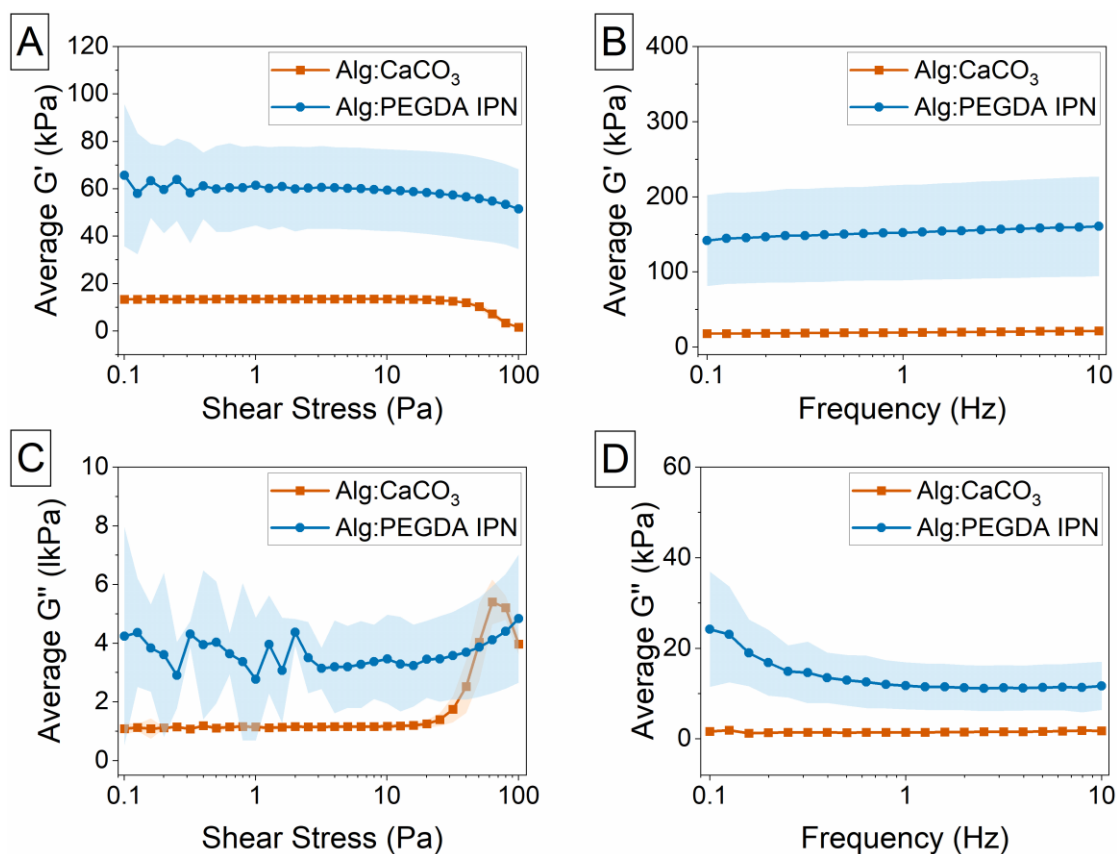 A
120
100
80
60
40
20
0
Average G' (kPa)
Alg:CaCO₃
Alg:PEGDA IPN
0.1
1
10
100
Shear Stress (Pa)
B
400
300
200
100
0
Average G' (kPa)
Alg:CaCO₃
Alg:PEGDA IPN
0.1
1
10
Frequency (Hz)
C
10
8
6
4
2
0
Average G'' (lkPa)
Alg:CaCO₃
Alg:PEGDA IPN
0.1
1
10
100
Shear Stress (Pa)
D
60
40
20
0
Average G'' (kPa)
Alg:CaCO₃
Alg:PEGDA IPN
0.1
1
10
Frequency (Hz)